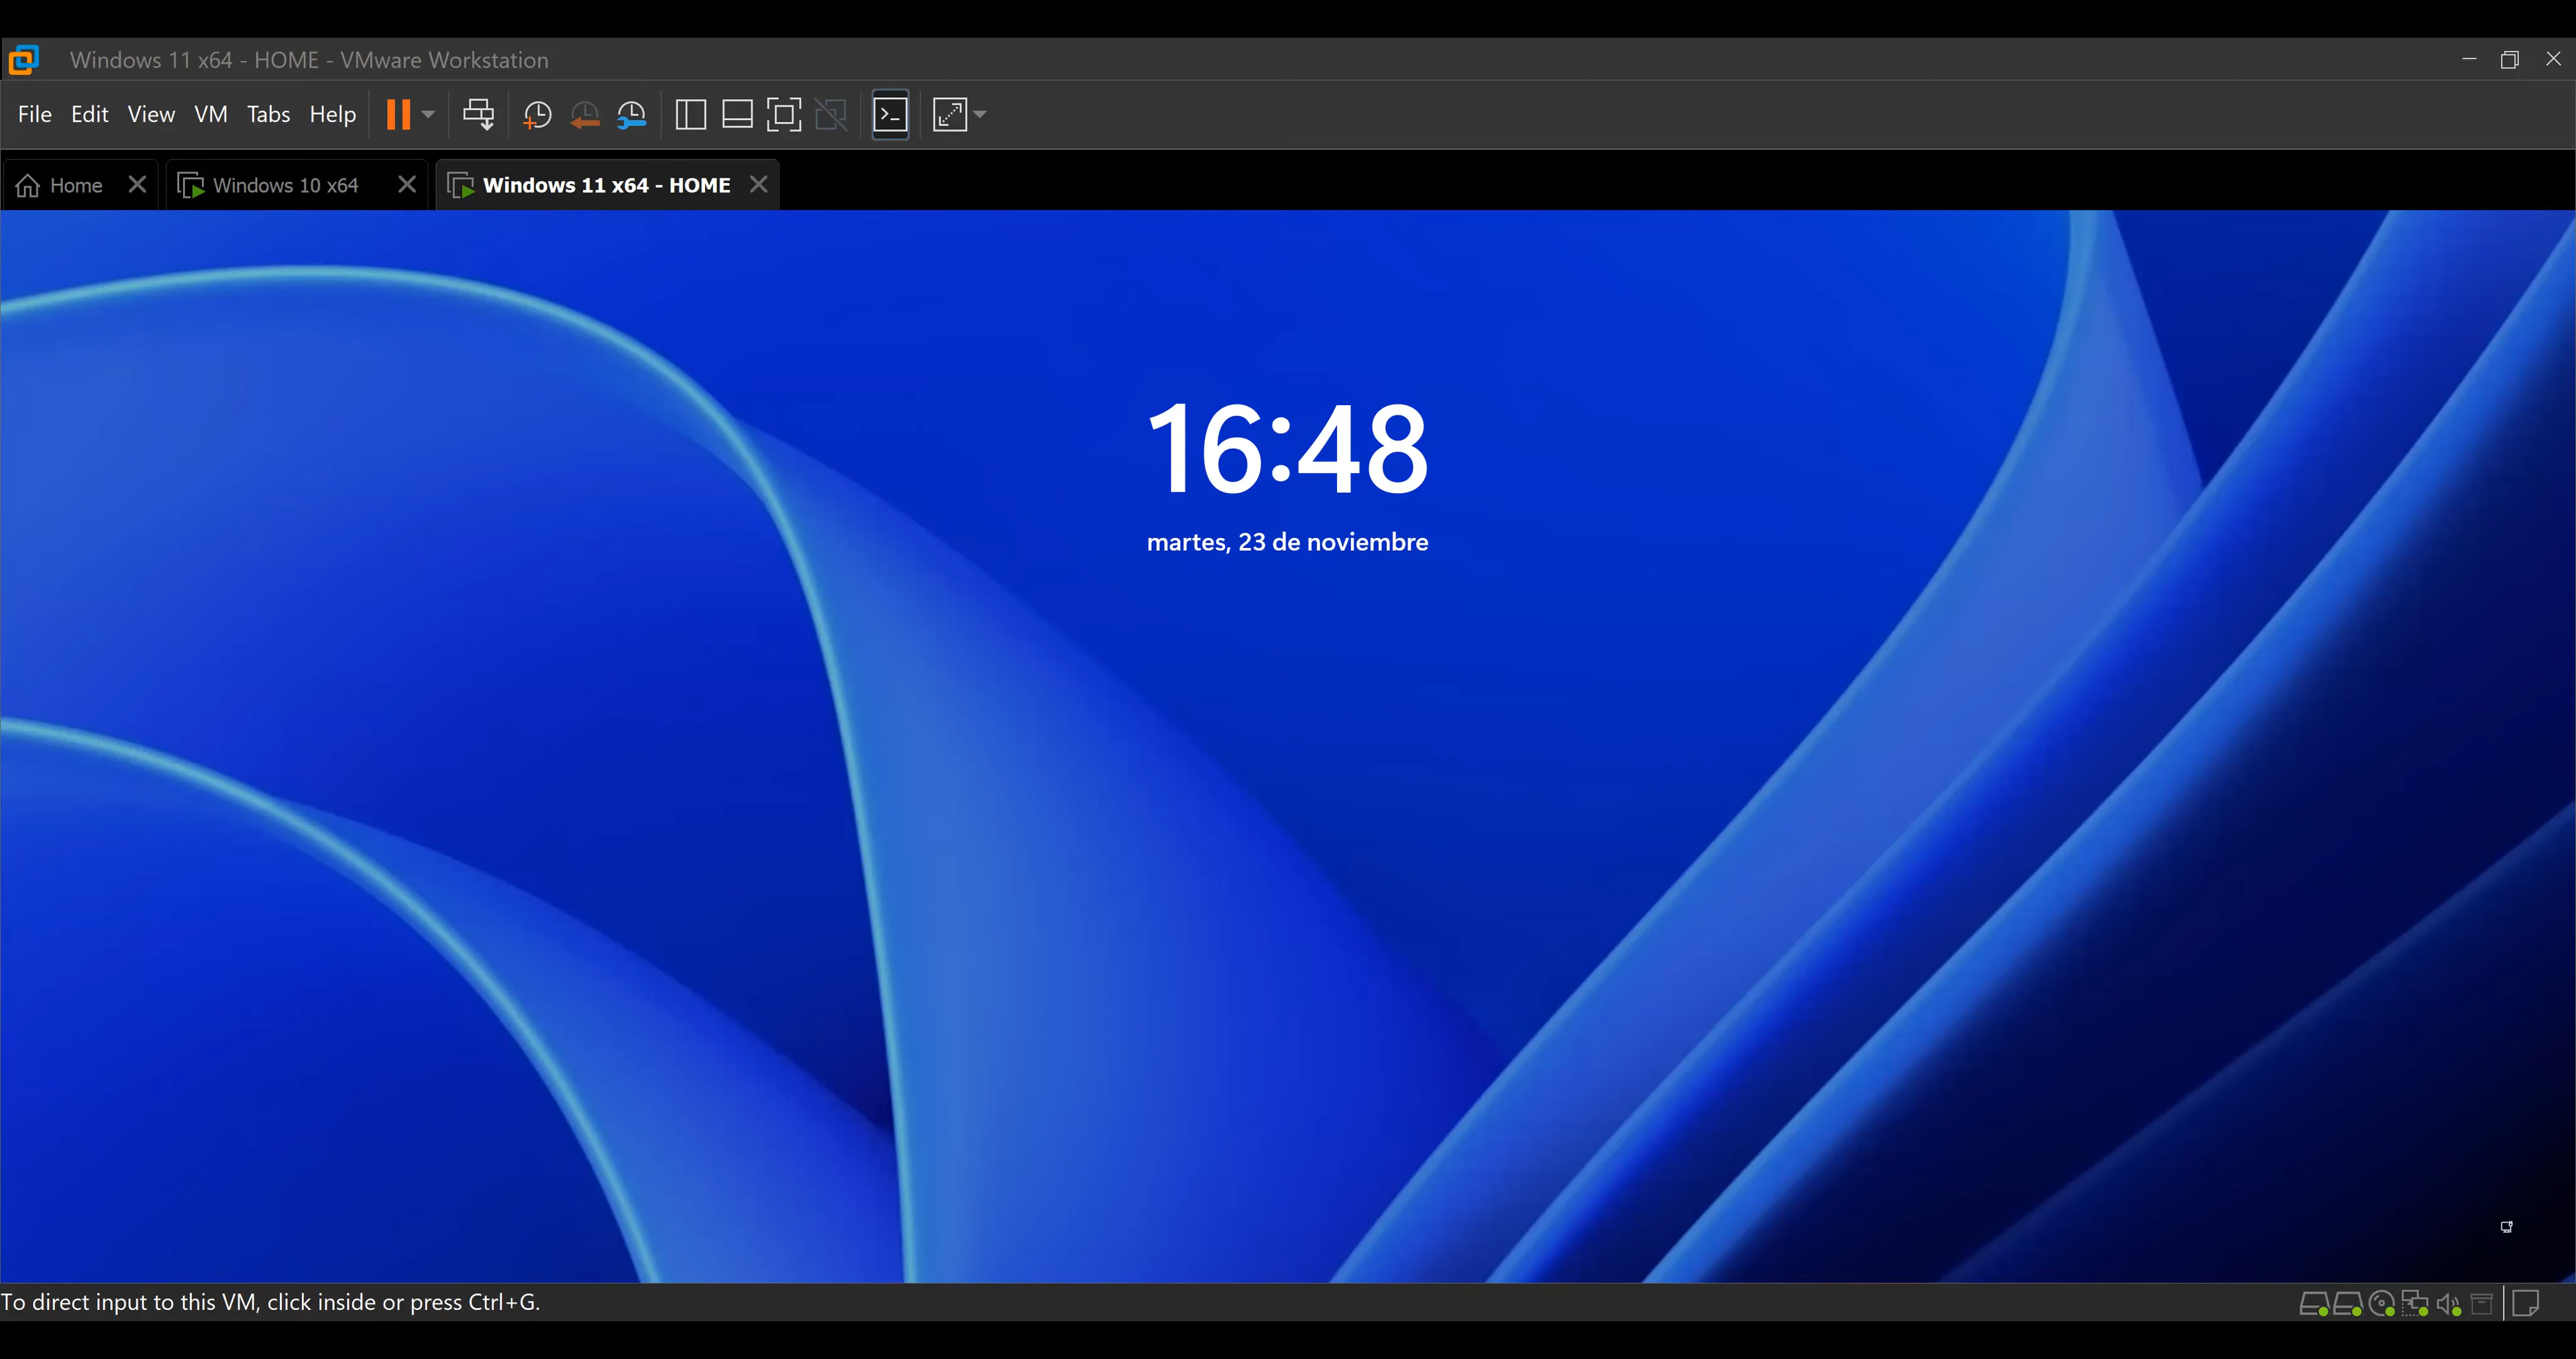 Windows 11 x64 - HOME - VMware Workstation
File Edit View VM Tabs Help
Home Windows 10 x64 Windows 11 x64 - HOME
16:48
martes, 23 de noviembre
To direct input to this VM, click inside or press Ctrl+G.